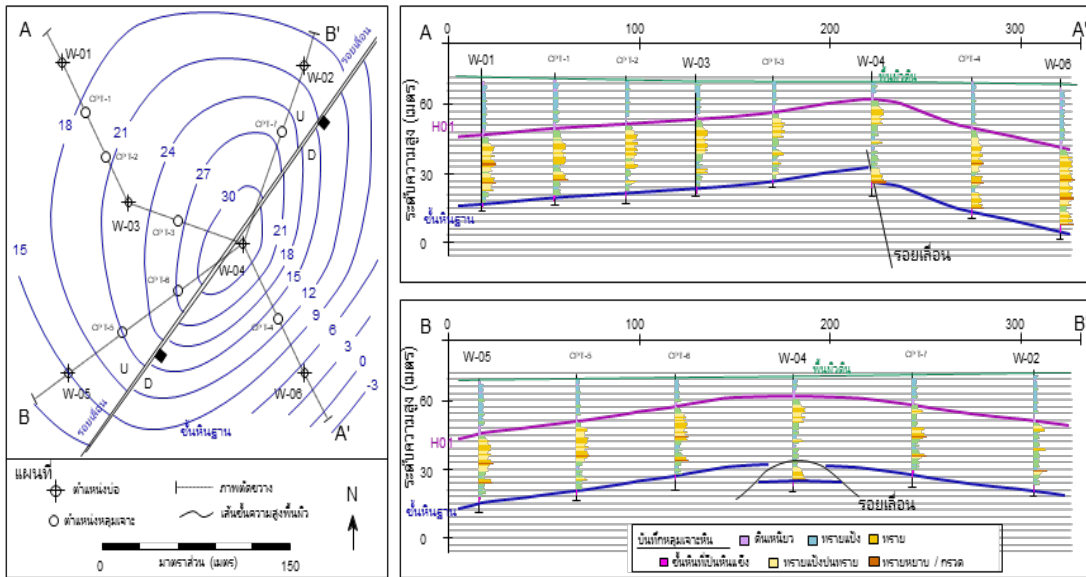 A
B'
W-01
W-02
รอยเลื่อน
CPT-1
CPT-7
U
D
18
21
CPT-2
24
27
30
W-03
CPT-3
21
W-04
18
15
15
CPT-6
12
CPT-4
9
CPT-5
6
3
0
-3
U
D
W-05
W-06
รอยเลื่อน
B
ชั้นหินฐาน
A'
แผนที่
ตำแหน่งบ่อ
ภาพตัดขวาง
ตำแหน่งหลุมเจาะ
เส้นชั้นความสูงพื้นผิว
N
0
150
มาตราส่วน (เมตร)
A
0
100
200
300
A'
W-01
CPT-1
CPT-2
W-03
CPT-3
W-04
CPT-4
W-06
พื้นผิวดิน
ระดับความสูง (เมตร)
60
H01
30
ชั้นหินฐาน
0
รอยเลื่อน
B
0
100
200
300
B
W-05
CPT-5
CPT-6
W-04
CPT-7
W-02
พื้นผิวดิน
ระดับความสูง (เมตร)
60
H01
30
ชั้นหินฐาน
0
รอยเลื่อน
บันทึกหลุมเจาะหิน
ดินเหนียว
ทรายแป้ง
ทราย
ชั้นหินที่เป็นหินแข็ง
ทรายแป้งปนทราย
ทรายหยาบ / กรวด